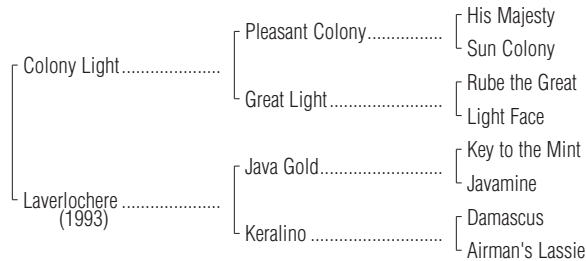 His Majesty
Pleasant Colony.................
Sun Colony
Colony Light......................
Rube the Great
Great Light.........................
Light Face
Key to the Mint
Java Gold...........................
Javamine
Laverlochere ......................
(1993)
Damascus
Keralino .............................
Airman's Lassie